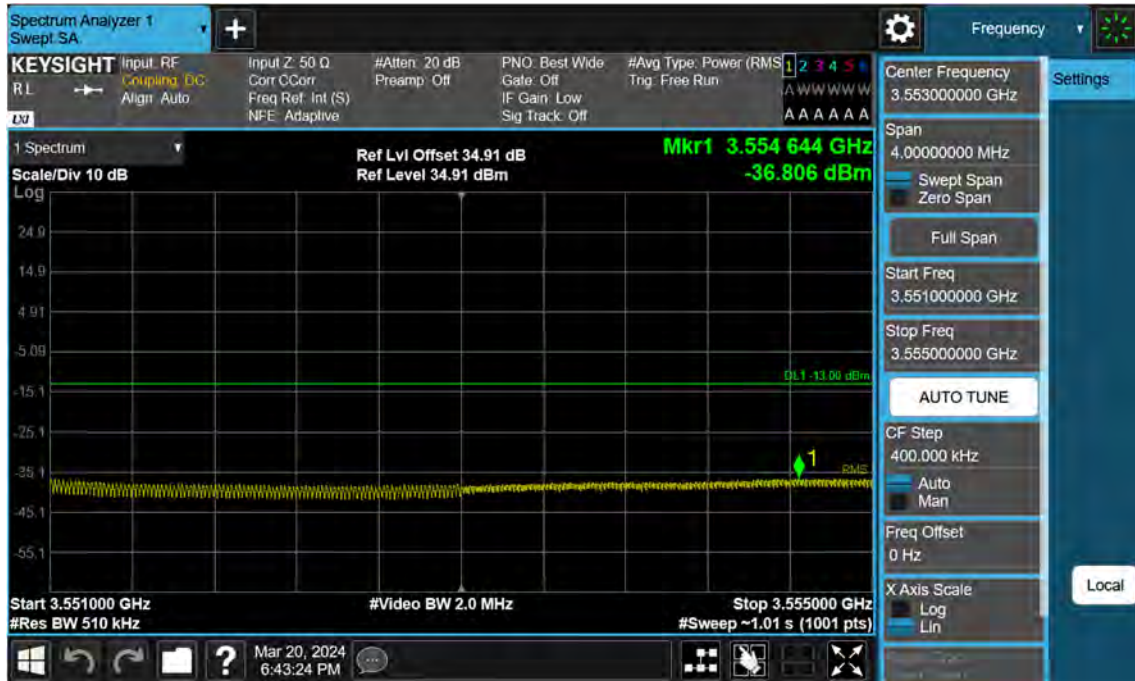 Spectrum Analyzer 1
Swept SA
+
Frequency
KEYSIGHT
RL
LXI
Input: RF
Coupling: DC
Align: Auto
Input Z: 50 Ω
Corr CCorr
Freq Ref: Int (S)
NFE: Adaptive
#Atten: 20 dB
Preamp: Off
PNO: Best Wide
Gate: Off
IF Gain: Low
Sig Track: Off
#Avg Type: Power (RMS
Trig: Free Run
1 2 3 4 5 6
A W W W W W
A A A A A A
1 Spectrum
Scale/Div 10 dB
Ref Lvl Offset 34.91 dB
Ref Level 34.91 dBm
Mkr1 3.554 644 GHz
-36.806 dBm
Log
24.9
14.9
4.91
-5.09
DL1 -13.00 dBm
-15.1
-25.1
1
-35.1
RMS
-45.1
-55.1
Start 3.551000 GHz
#Res BW 510 kHz
#Video BW 2.0 MHz
Stop 3.555000 GHz
#Sweep ~1.01 s (1001 pts)
?
Mar 20, 2024
6:43:24 PM
Center Frequency
3.553000000 GHz
Span
4.00000000 MHz
Swept Span
Zero Span
Full Span
Start Freq
3.551000000 GHz
Stop Freq
3.555000000 GHz
AUTO TUNE
CF Step
400.000 kHz
Auto
Man
Freq Offset
0 Hz
X Axis Scale
Log
Lin
Settings
Local